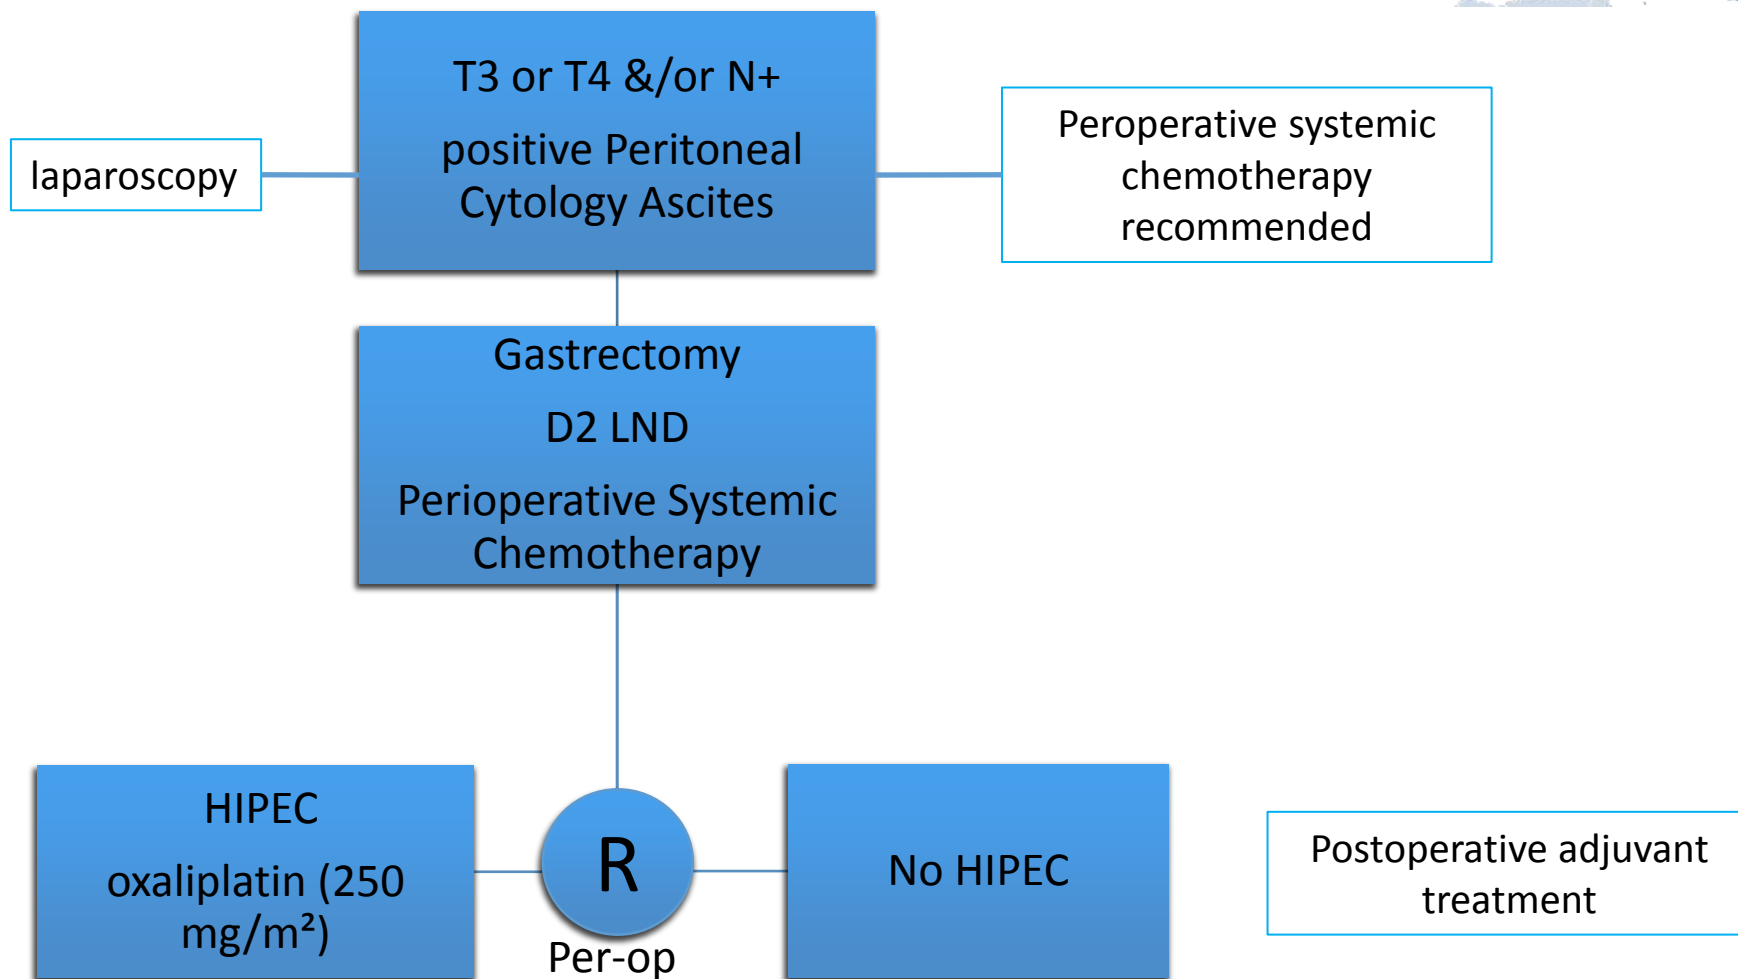 T3 or T4 &/or N+
positive Peritoneal
Cytology Ascites
laparoscopy
Peroperative systemic
chemotherapy
recommended
Gastrectomy
D2 LND
Perioperative Systemic
Chemotherapy
HIPEC
oxaliplatin (250
mg/m²)
R
Per-op
No HIPEC
Postoperative adjuvant
treatment